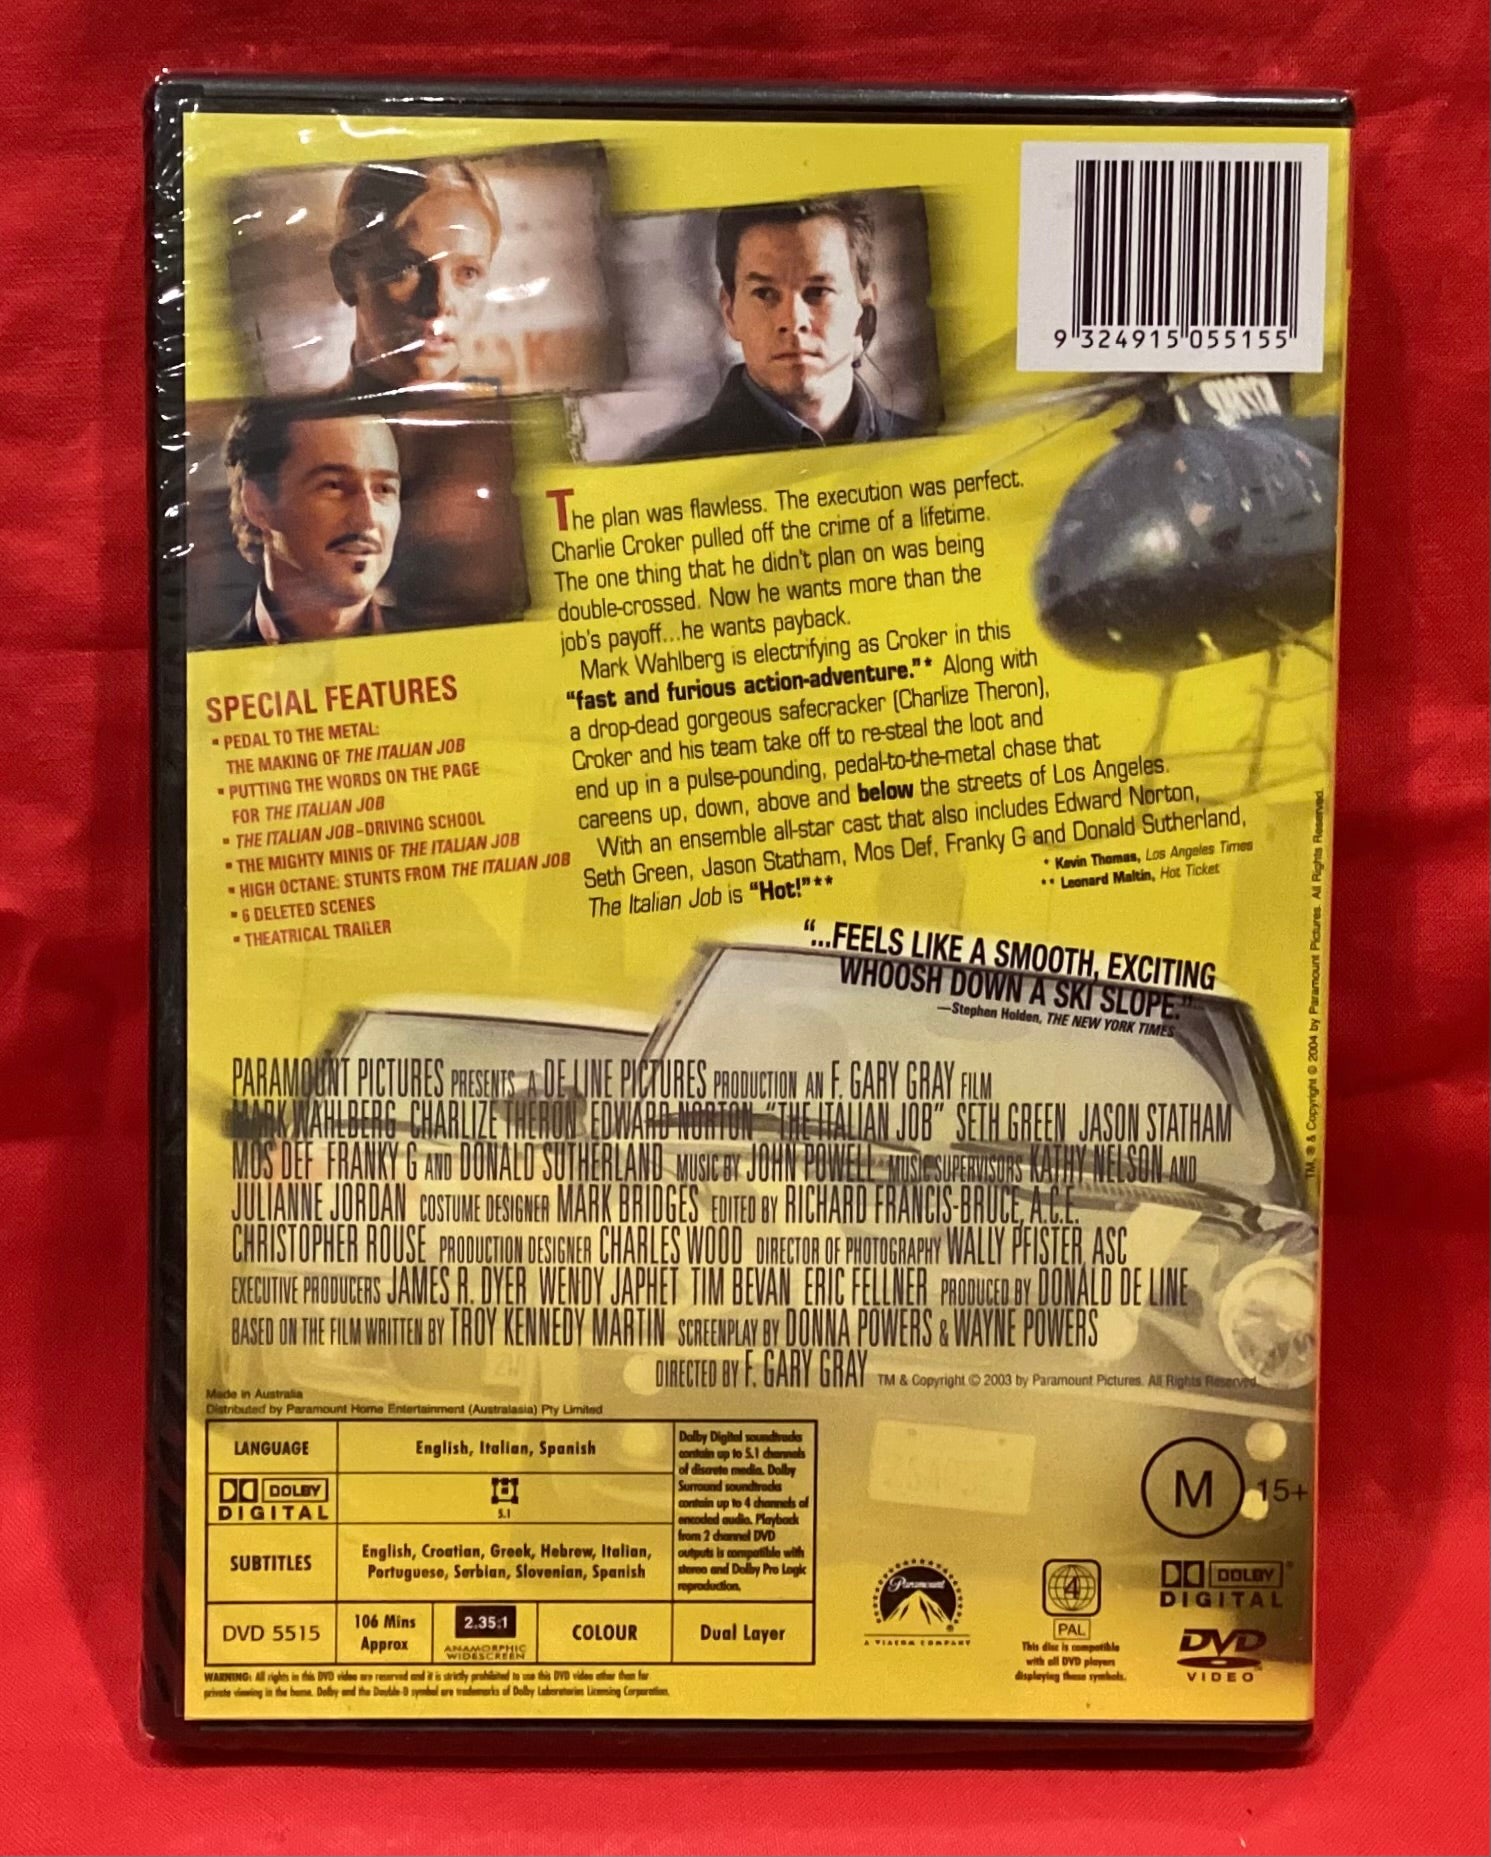 9 324915 055155
The plan was flawless. The execution was perfect.
Charlie Croker pulled off the crime of a lifetime.
The one thing that he didn't plan on was being
double-crossed. Now he wants more than the
job's payoff...he wants payback.
Mark Wahlberg is electrifying as Croker in this
"fast and furious action-adventure."* Along with
a drop-dead gorgeous safecracker (Charlize Theron),
Croker and his team take off to re-steal the loot and
end up in a pulse-pounding, pedal-to-the-metal chase that
careens up, down, above and below the streets of Los Angeles.
With an ensemble all-star cast that also includes Edward Norton,
Seth Green, Jason Statham, Mos Def, Franky G and Donald Sutherland,
The Italian Job is "Hot!"**
* Kevin Thomas, Los Angeles Times
** Leonard Maltin, Hot Ticket
SPECIAL FEATURES
▪ PEDAL TO THE METAL:
THE MAKING OF THE ITALIAN JOB
▪ PUTTING THE WORDS ON THE PAGE
FOR THE ITALIAN JOB
▪ THE ITALIAN JOB-DRIVING SCHOOL
▪ THE MIGHTY MINIS OF THE ITALIAN JOB
▪ HIGH OCTANE: STUNTS FROM THE ITALIAN JOB
▪ 6 DELETED SCENES
▪ THEATRICAL TRAILER
"...FEELS LIKE A SMOOTH, EXCITING
WHOOSH DOWN A SKI SLOPE."
—Stephen Holden, THE NEW YORK TIMES
TM, ® & Copyright © 2004 by Paramount Pictures. All Rights Reserved.
PARAMOUNT PICTURES PRESENTS A DE LINE PICTURES PRODUCTION AN F. GARY GRAY FILM
MARK WAHLBERG CHARLIZE THERON EDWARD NORTON "THE ITALIAN JOB" SETH GREEN JASON STATHAM
MOS DEF FRANKY G AND DONALD SUTHERLAND MUSIC BY JOHN POWELL MUSIC SUPERVISORS KATHY NELSON AND
JULIANNE JORDAN COSTUME DESIGNER MARK BRIDGES EDITED BY RICHARD FRANCIS-BRUCE, A.C.E.
CHRISTOPHER ROUSE PRODUCTION DESIGNER CHARLES WOOD DIRECTOR OF PHOTOGRAPHY WALLY PFISTER, ASC
EXECUTIVE PRODUCERS JAMES R. DYER WENDY JAPHET TIM BEVAN ERIC FELLNER PRODUCED BY DONALD DE LINE
BASED ON THE FILM WRITTEN BY TROY KENNEDY MARTIN SCREENPLAY BY DONNA POWERS & WAYNE POWERS
DIRECTED BY F. GARY GRAY TM & Copyright © 2003 by Paramount Pictures. All Rights Reserved.
Made in Australia
Distributed by Paramount Home Entertainment (Australasia) Pty Limited
LANGUAGE
English, Italian, Spanish
DOLBY
DIGITAL
5.1
SUBTITLES
English, Croatian, Greek, Hebrew, Italian,
Portuguese, Serbian, Slovenian, Spanish
Dolby Digital soundtracks
contain up to 5.1 channels
of discrete media. Dolby
Surround soundtracks
contain up to 4 channels of
encoded audio. Playback
from 2 channel DVD
outputs is compatible with
stereo and Dolby Pro Logic
reproduction.
DVD 5515
106 Mins
Approx
2.35:1
ANAMORPHIC
WIDESCREEN
COLOUR
Dual Layer
WARNING: All rights in this DVD video are reserved and it is strictly prohibited to use this DVD video other than for
private viewing in the home. Dolby and the Double-D symbol are trademarks of Dolby Laboratories Licensing Corporation.
M 15+
Paramount
A VIACOM COMPANY
4
PAL
This disc is compatible
with all DVD players
displaying these symbols.
DOLBY
DIGITAL
DVD
VIDEO